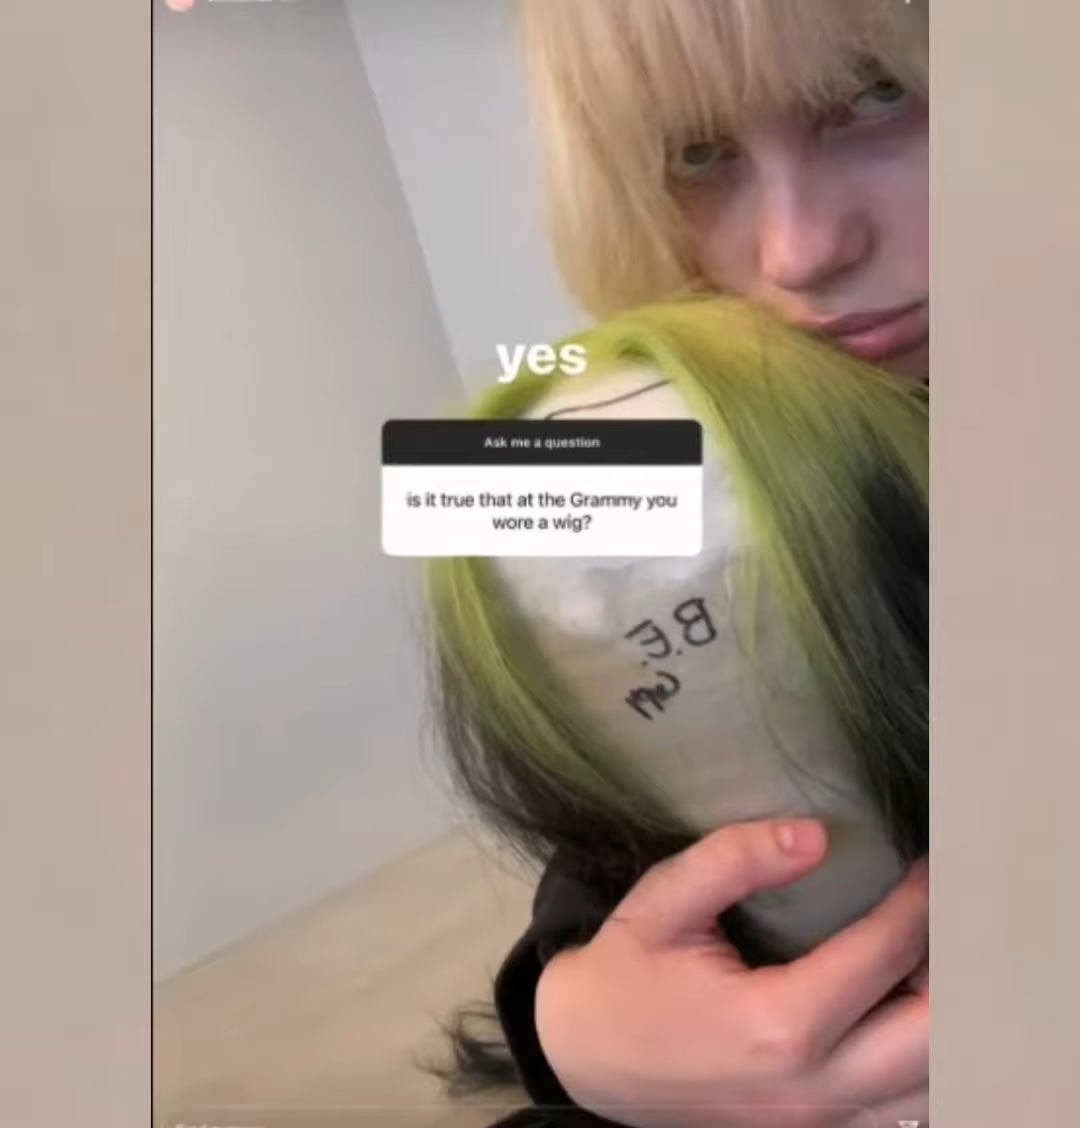 yes
Ask me a question
is it true that at the Grammy you
wore a wig?
B.E.